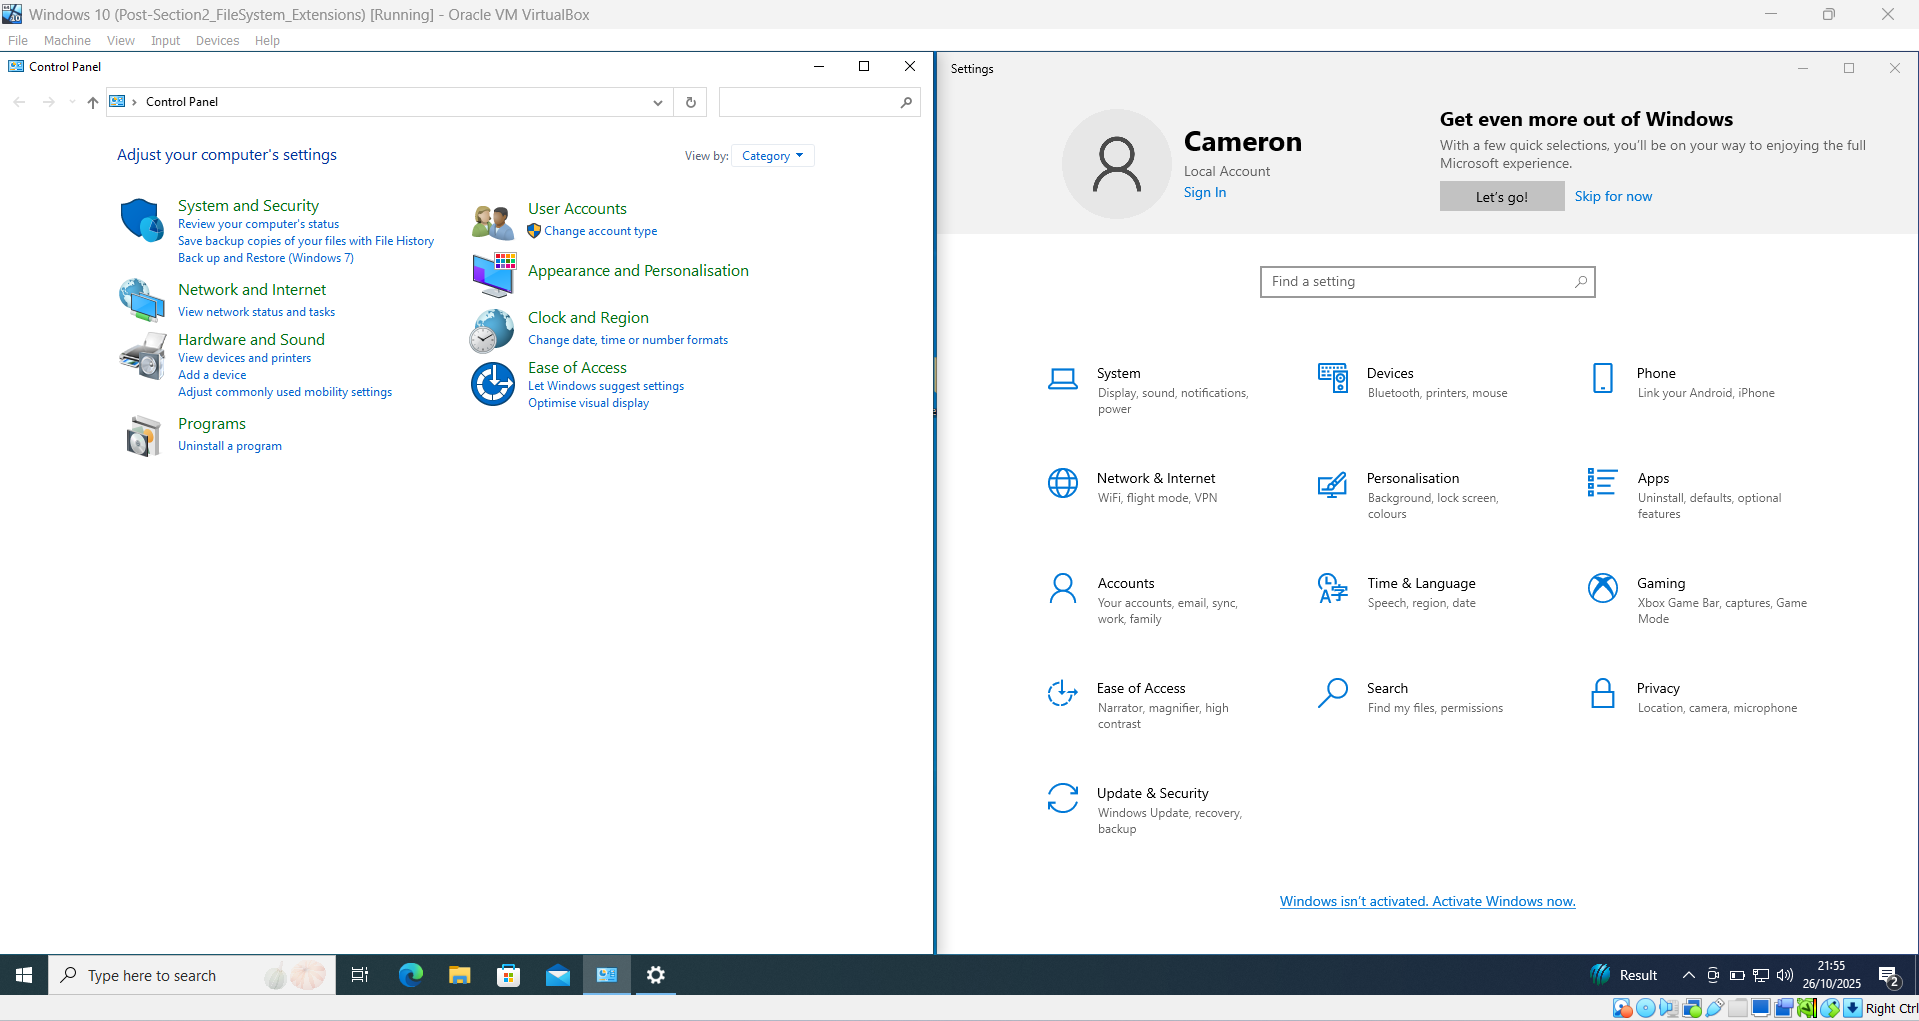 Windows 10 (Post-Section2_FileSystem_Extensions) [Running] - Oracle VM VirtualBox
File Machine View Input Devices Help
Control Panel
Control Panel
Adjust your computer's settings
View by: Category
System and Security
Review your computer's status
Save backup copies of your files with File History
Back up and Restore (Windows 7)
Network and Internet
View network status and tasks
Hardware and Sound
View devices and printers
Add a device
Adjust commonly used mobility settings
Programs
Uninstall a program
User Accounts
Change account type
Appearance and Personalisation
Clock and Region
Change date, time or number formats
Ease of Access
Let Windows suggest settings
Optimise visual display
Settings
Cameron
Local Account
Sign In
Get even more out of Windows
With a few quick selections, you'll be on your way to enjoying the full
Microsoft experience.
Let's go!
Skip for now
Find a setting
System
Display, sound, notifications,
power
Devices
Bluetooth, printers, mouse
Phone
Link your Android, iPhone
Network & Internet
WiFi, flight mode, VPN
Personalisation
Background, lock screen,
colours
Apps
Uninstall, defaults, optional
features
Accounts
Your accounts, email, sync,
work, family
Time & Language
Speech, region, date
Gaming
Xbox Game Bar, captures, Game
Mode
Ease of Access
Narrator, magnifier, high
contrast
Search
Find my files, permissions
Privacy
Location, camera, microphone
Update & Security
Windows Update, recovery,
backup
Windows isn't activated. Activate Windows now.
Type here to search
Result
21:55
26/10/2025
2
Right Ctrl